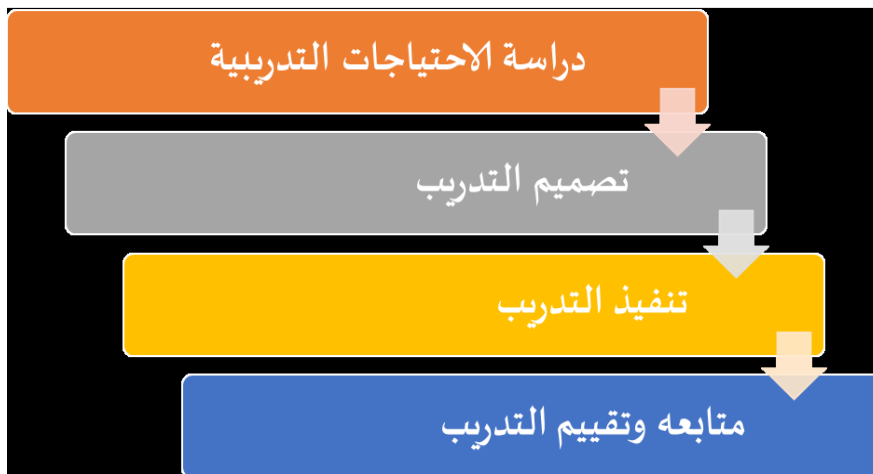 دراسة الاحتياجات التدريبية
تصميم التدريب
تنفيذ التدريب
متابعه وتقييم التدريب